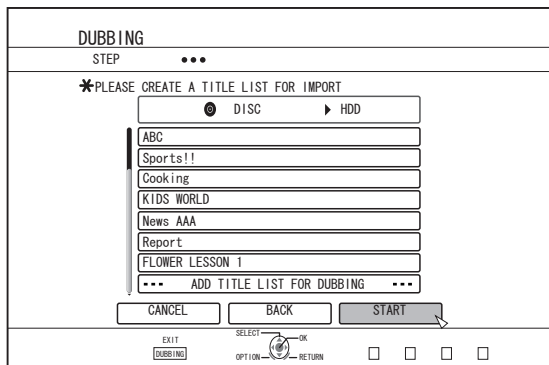 DUBBING
STEP
*PLEASE CREATE A TITLE LIST FOR IMPORT
DISC ▶ HDD
ABC
Sports!!
Cooking
KIDS WORLD
News AAA
Report
FLOWER LESSON 1
--- ADD TITLE LIST FOR DUBBING ---
CANCEL BACK START
EXIT
DUBBING
SELECT OK
OPTION RETURN